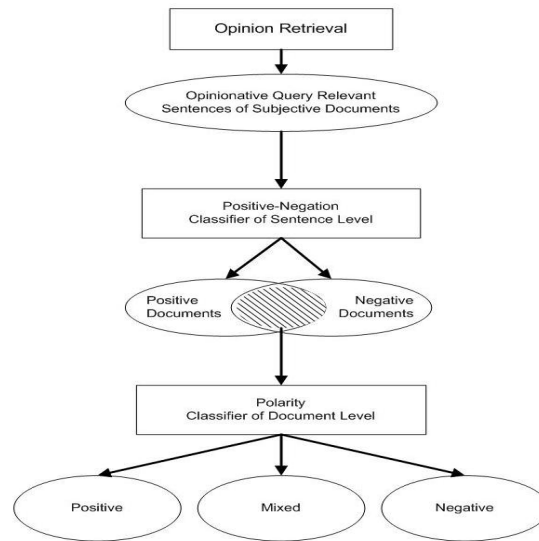 Opinion Retrieval
Opinionative Query Relevant
Sentences of Subjective Documents
Positive-Negation
Classifier of Sentence Level
Positive
Documents
Negative
Documents
Polarity
Classifier of Document Level
Positive
Mixed
Negative